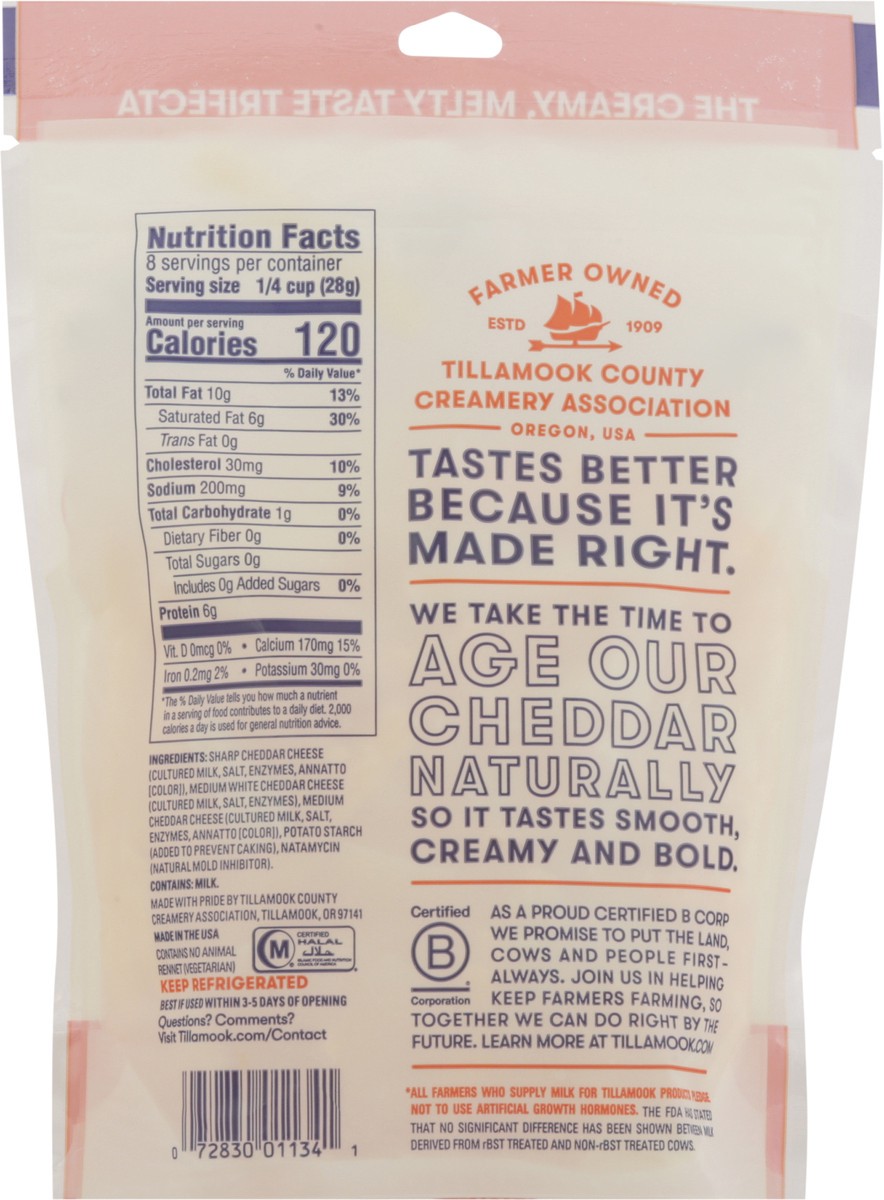 THE CREAMY, MELTY TASTE TRIFECTA
Nutrition Facts
8 servings per container
Serving size 1/4 cup (28g)
Amount per serving
Calories 120
% Daily Value*
Total Fat 10g 13%
Saturated Fat 6g 30%
Trans Fat 0g
Cholesterol 30mg 10%
Sodium 200mg 9%
Total Carbohydrate 1g 0%
Dietary Fiber 0g 0%
Total Sugars 0g
Includes 0g Added Sugars 0%
Protein 6g
Vit. D 0mcg 0% • Calcium 170mg 15%
Iron 0.2mg 2% • Potassium 30mg 0%
*The % Daily Value tells you how much a nutrient
in a serving of food contributes to a daily diet. 2,000
calories a day is used for general nutrition advice.
INGREDIENTS: SHARP CHEDDAR CHEESE
(CULTURED MILK, SALT, ENZYMES, ANNATTO
[COLOR]), MEDIUM WHITE CHEDDAR CHEESE
(CULTURED MILK, SALT, ENZYMES), MEDIUM
CHEDDAR CHEESE (CULTURED MILK, SALT,
ENZYMES, ANNATTO [COLOR]), POTATO STARCH
(ADDED TO PREVENT CAKING), NATAMYCIN
(NATURAL MOLD INHIBITOR).
CONTAINS: MILK.
MADE WITH PRIDE BY TILLAMOOK COUNTY
CREAMERY ASSOCIATION, TILLAMOOK, OR 97141
MADE IN THE USA
CONTAINS NO ANIMAL
RENNET (VEGETARIAN)
M
CERTIFIED
HALAL
حلال
ISLAMIC FOOD AND NUTRITION
COUNCIL OF AMERICA
KEEP REFRIGERATED
BEST IF USED WITHIN 3-5 DAYS OF OPENING
Questions? Comments?
Visit Tillamook.com/Contact
0 72830 01134 1
FARMER OWNED
ESTD 1909
TILLAMOOK COUNTY
CREAMERY ASSOCIATION
OREGON, USA
TASTES BETTER
BECAUSE IT'S
MADE RIGHT.
WE TAKE THE TIME TO
AGE OUR
CHEDDAR
NATURALLY
SO IT TASTES SMOOTH,
CREAMY AND BOLD.
Certified
B
Corporation
AS A PROUD CERTIFIED B CORP
WE PROMISE TO PUT THE LAND,
COWS AND PEOPLE FIRST-
ALWAYS. JOIN US IN HELPING
KEEP FARMERS FARMING, SO
TOGETHER WE CAN DO RIGHT BY THE
FUTURE. LEARN MORE AT TILLAMOOK.COM
*ALL FARMERS WHO SUPPLY MILK FOR TILLAMOOK PRODUCTS PLEDGE
NOT TO USE ARTIFICIAL GROWTH HORMONES. THE FDA HAS STATED
THAT NO SIGNIFICANT DIFFERENCE HAS BEEN SHOWN BETWEEN MILK
DERIVED FROM rBST TREATED AND NON-rBST TREATED COWS.